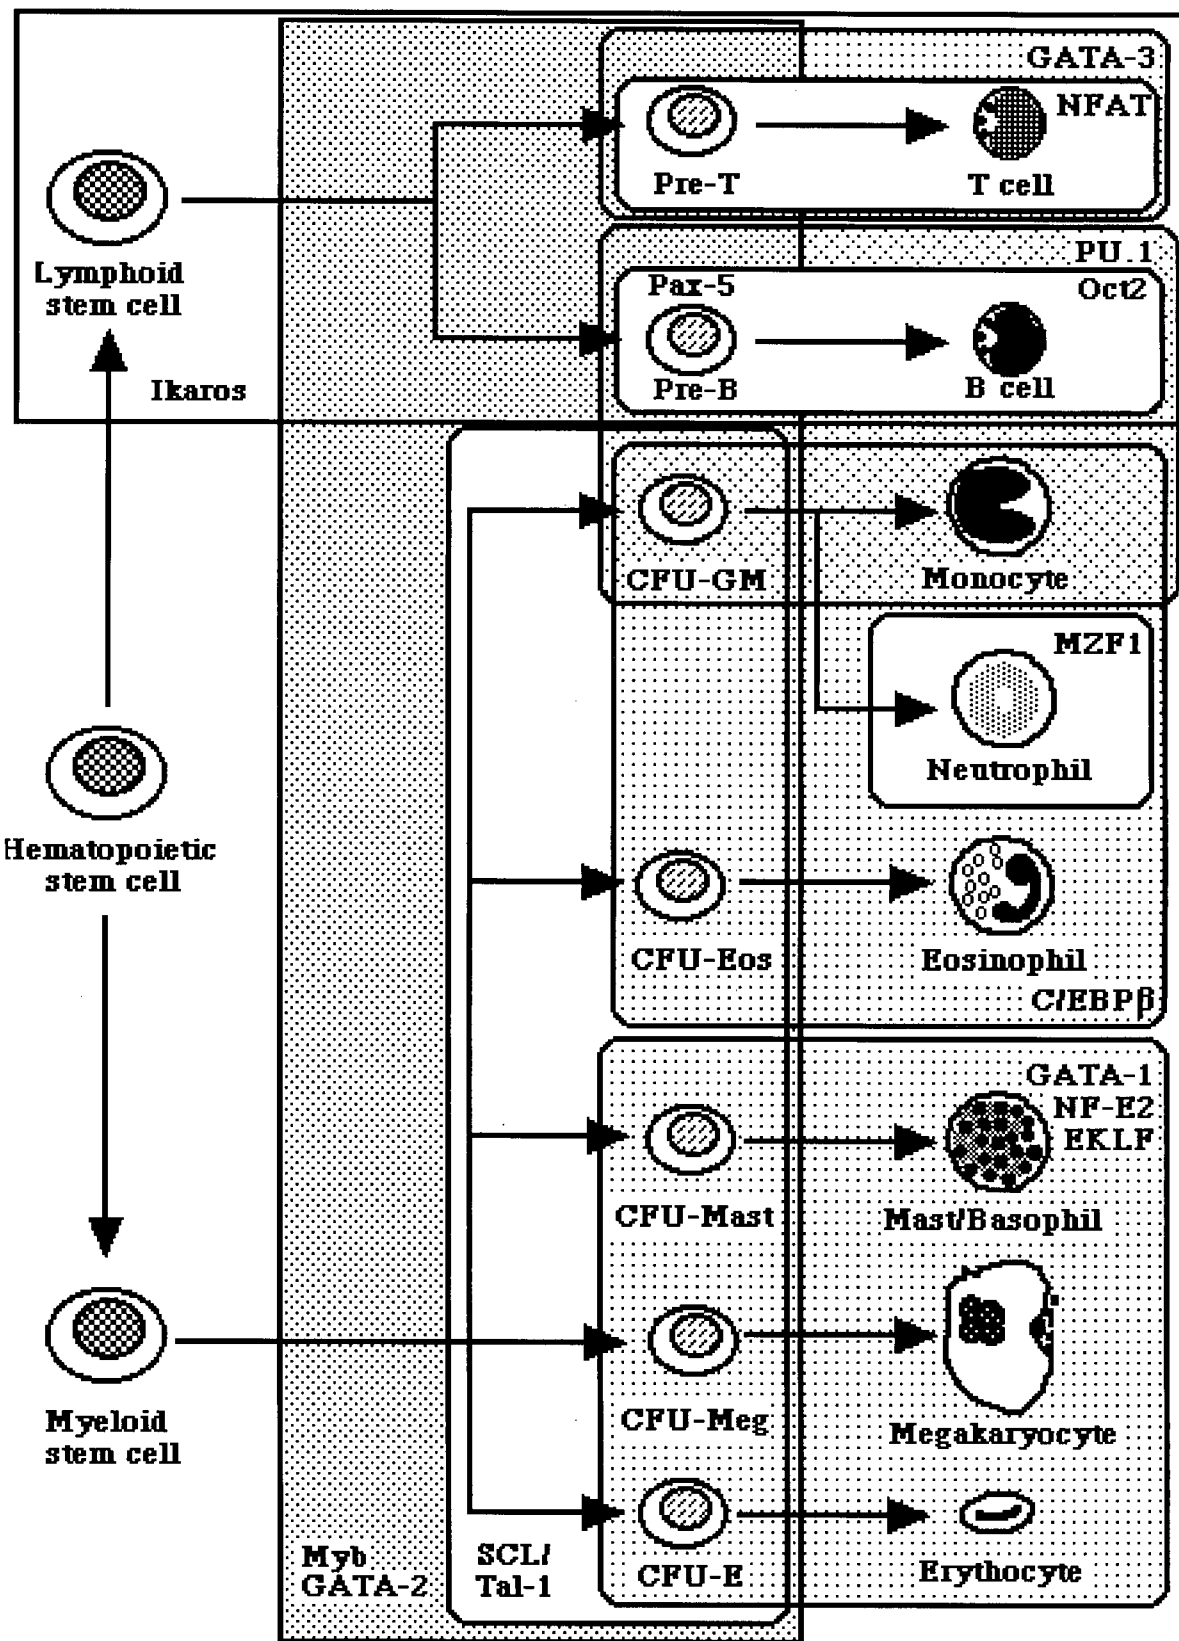 GATA-3
NFAT
Pre-T
T cell
Lymphoid
stem cell
PU.1
Pax-5
Oct2
Pre-B
B cell
Ikaros
CFU-GM
Monocyte
MZF1
Neutrophil
Hematopoietic
stem cell
CFU-Eos
Eosinophil
C/EBPβ
GATA-1
NF-E2
EKLF
CFU-Mast
Mast/Basophil
Myeloid
stem cell
CFU-Meg
Megakaryocyte
Myb
GATA-2
SCL/
Tal-1
CFU-E
Erythocyte